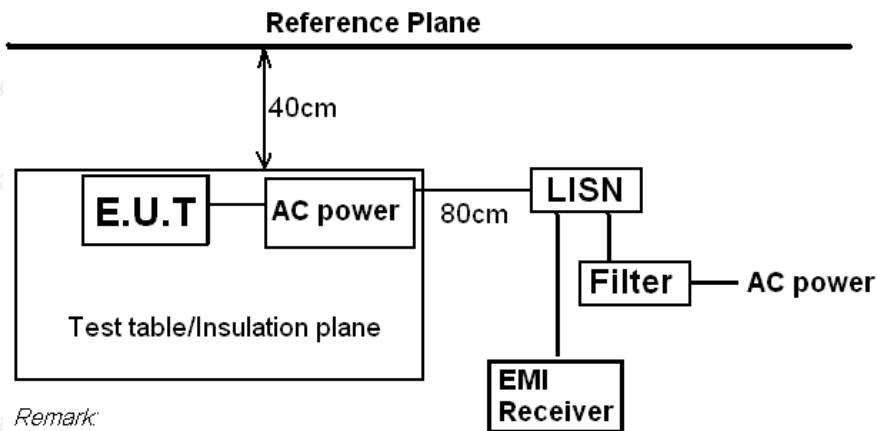 Reference Plane
40cm
E.U.T
AC power
80cm
LISN
Filter
AC power
Test table/Insulation plane
EMI
Receiver
Remark: